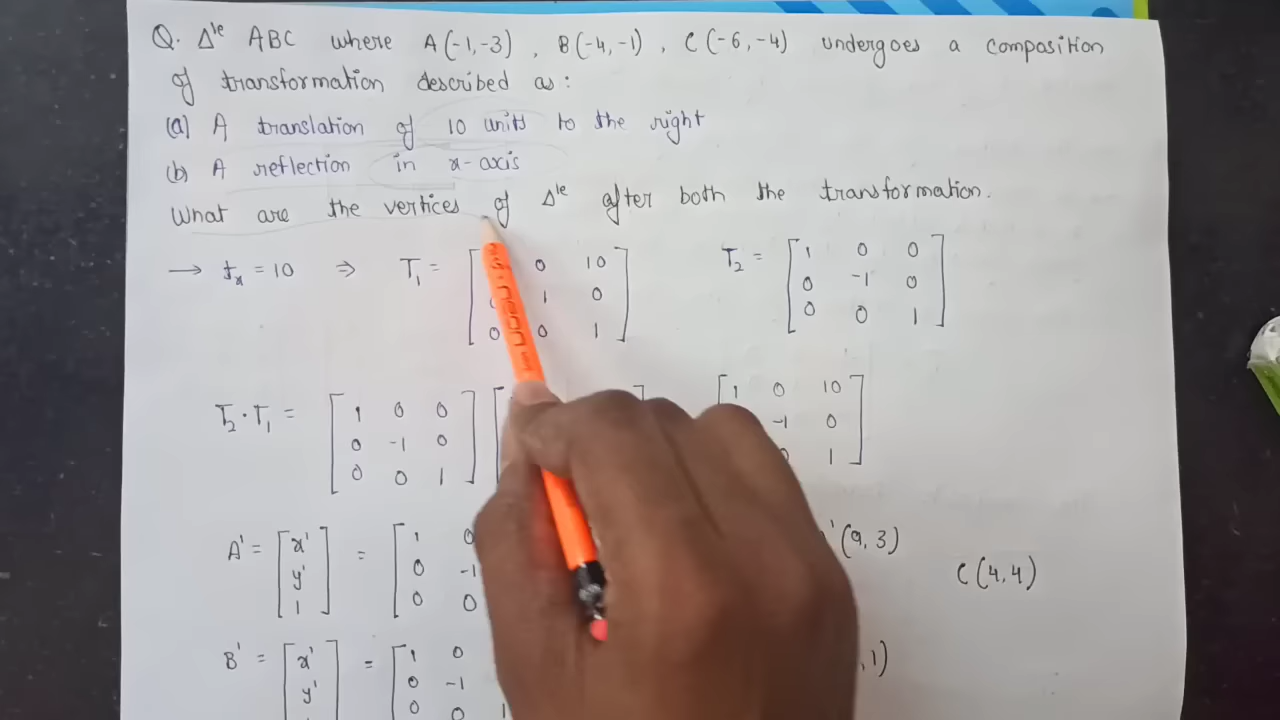 Q. Δle ABC where A(-1,-3) , B(-4,-1) , C(-6,-4) undergoes a composition
of transformation described as:
(a) A translation of 10 units to the right
(b) A reflection in x-axis
What are the vertices of Δle after both the transformation.
→ tx = 10 ⇒ T1 = [ 0 10 T2 = [ 1 0 0
1 0 0 -1 0
0 0 1 ] 0 0 1 ]
T2·T1 = [ 1 0 0 [ [ 1 0 10
0 -1 0 -1 0
0 0 1 ] 1 ]
A' = [ x' = [ 1 0 '(9,3)
y' 0 -1 C(4,4)
1 ] 0 0
B' = [ x' = [ 1 0 ,1)
y' 0 -1
0 0 1